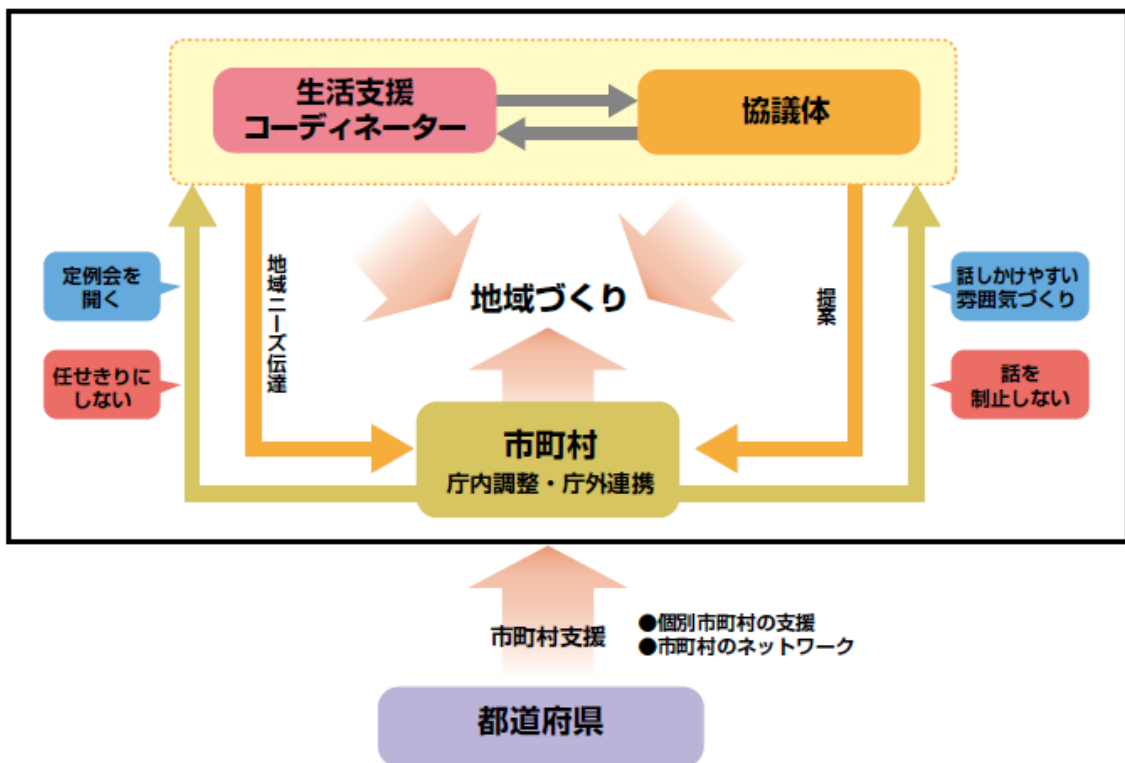 生活支援
コーディネーター
協議体
定例会を
開く
任せきりに
しない
地域ニーズ伝達
地域づくり
提案
話しかけやすい
雰囲気づくり
話を
制止しない
市町村
庁内調整・庁外連携
市町村支援
●個別市町村の支援
●市町村のネットワーク
都道府県